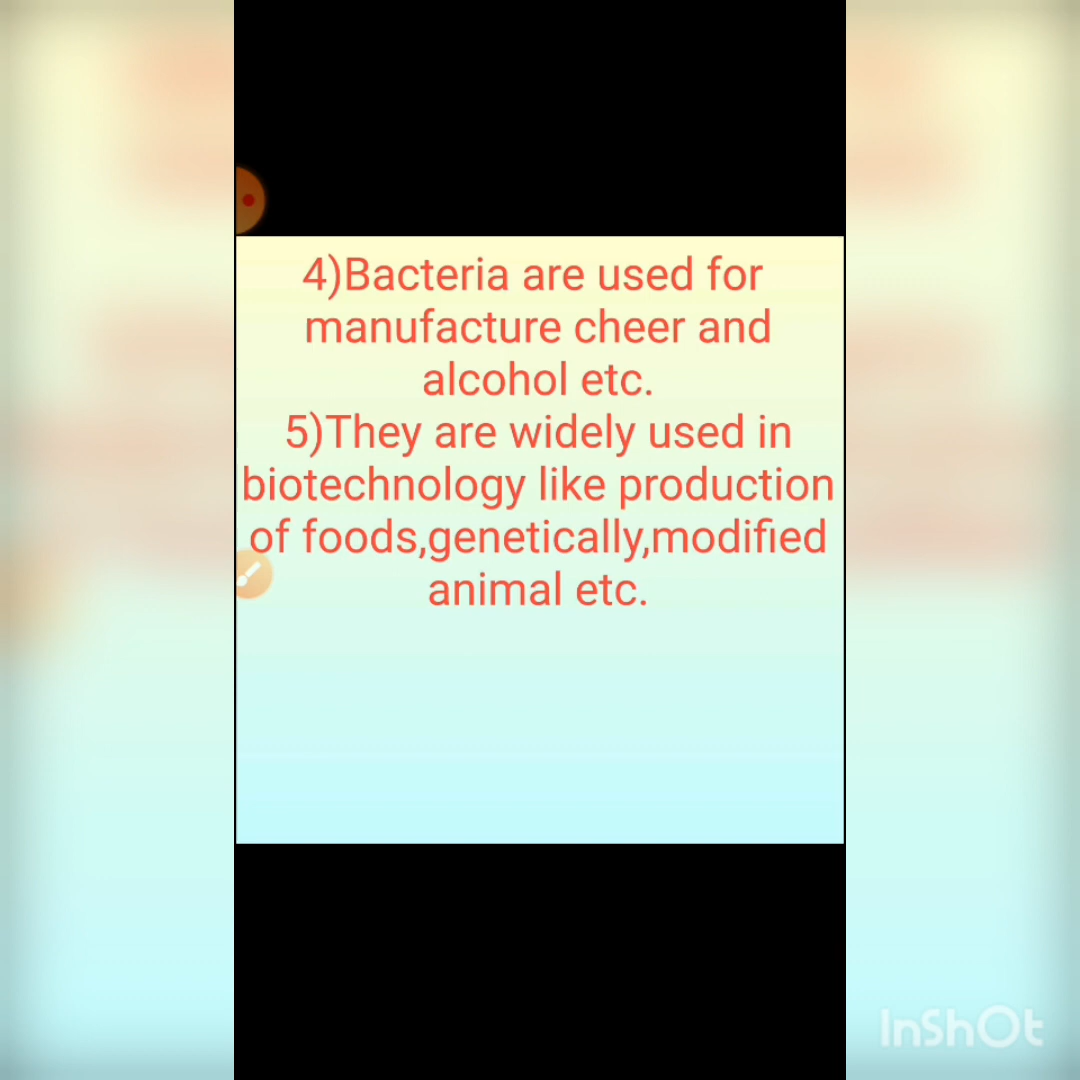 4)Bacteria are used for
manufacture cheer and
alcohol etc.
5)They are widely used in
biotechnology like production
of foods,genetically,modified
animal etc.
InShOt